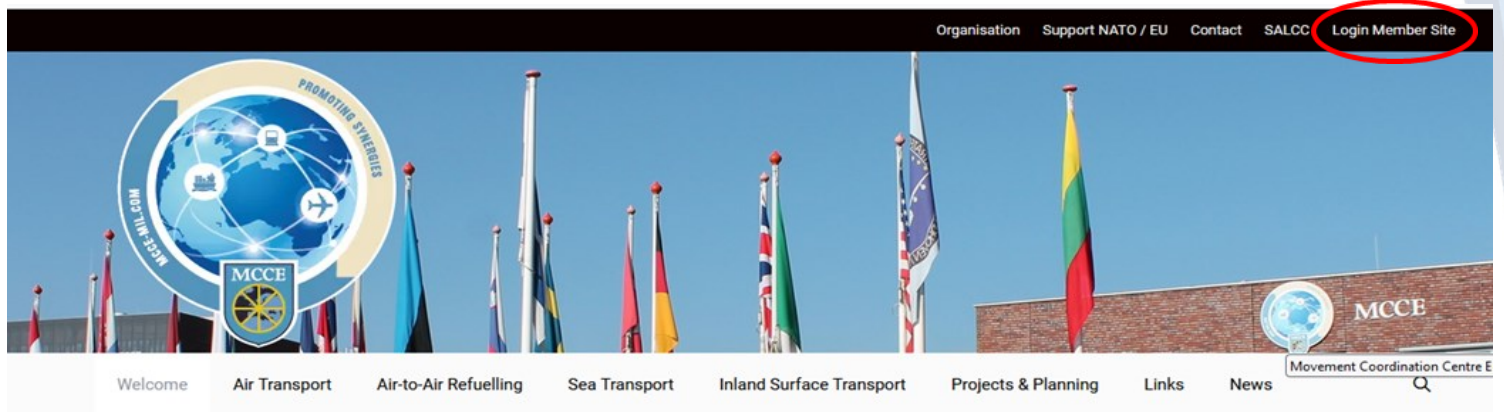 Organisation Support NATO / EU Contact SALCC Login Member Site
PROMOTING SYNERGIES
MCCE-MIL.COM
MCCE
MCCE
Movement Coordination Centre E
Welcome Air Transport Air-to-Air Refuelling Sea Transport Inland Surface Transport Projects & Planning Links News